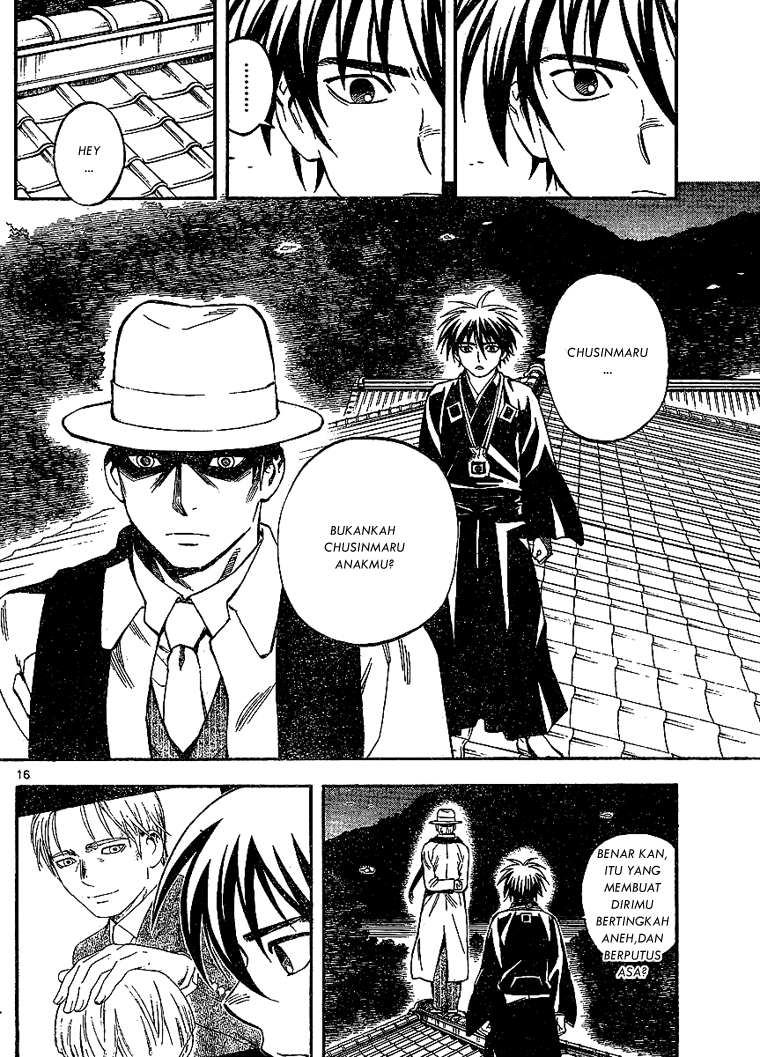 HEY
...
.........
CHUSINMARU
...
BUKANKAH
CHUSINMARU
ANAKMU?
16
BENAR KAN,
ITU YANG
MEMBUAT
DIRIMU
BERTINGKAH
ANEH,DAN
BERPUTUS
ASA?